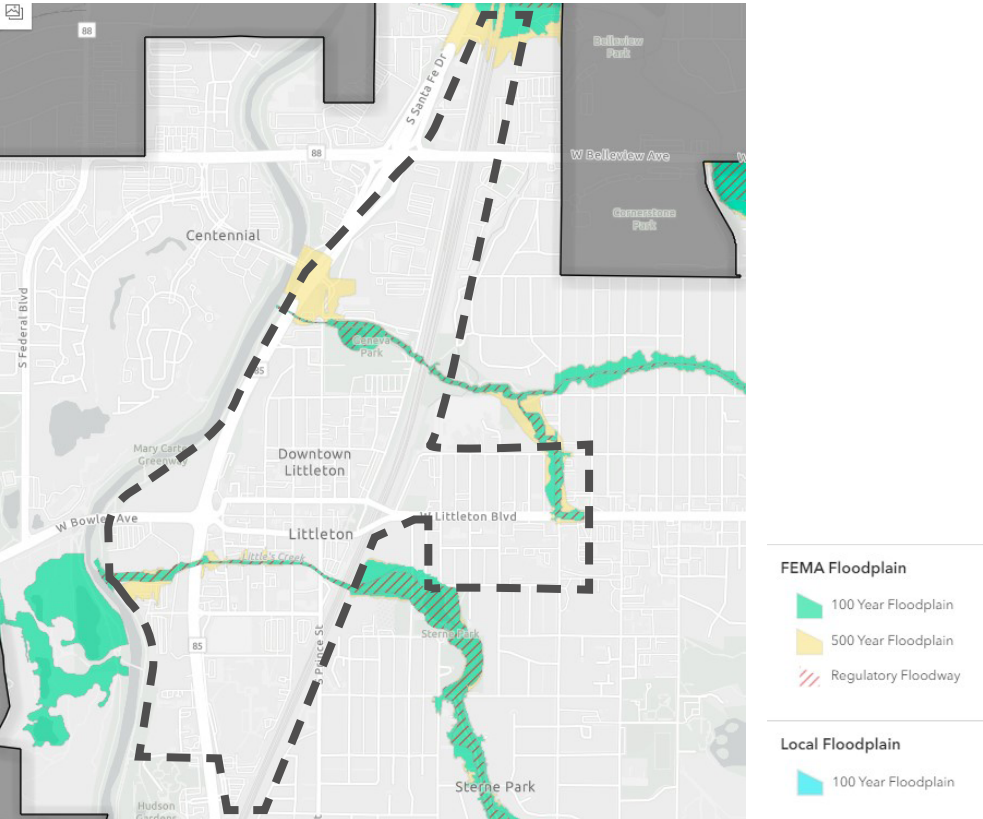 88
Belleview
Park
S Santa Fe Dr
88
W Belleview Ave
W
Cornerstone
Park
Centennial
S Federal Blvd
Geneva
Park
85
Mary Carter
Greenway
Downtown
Littleton
W Bowles Ave
W Littleton Blvd
Littleton
Little's Creek
FEMA Floodplain
100 Year Floodplain
500 Year Floodplain
Regulatory Floodway
Sterne Park
S Prince St
85
Local Floodplain
100 Year Floodplain
Sterne Park
Hudson
Gardens